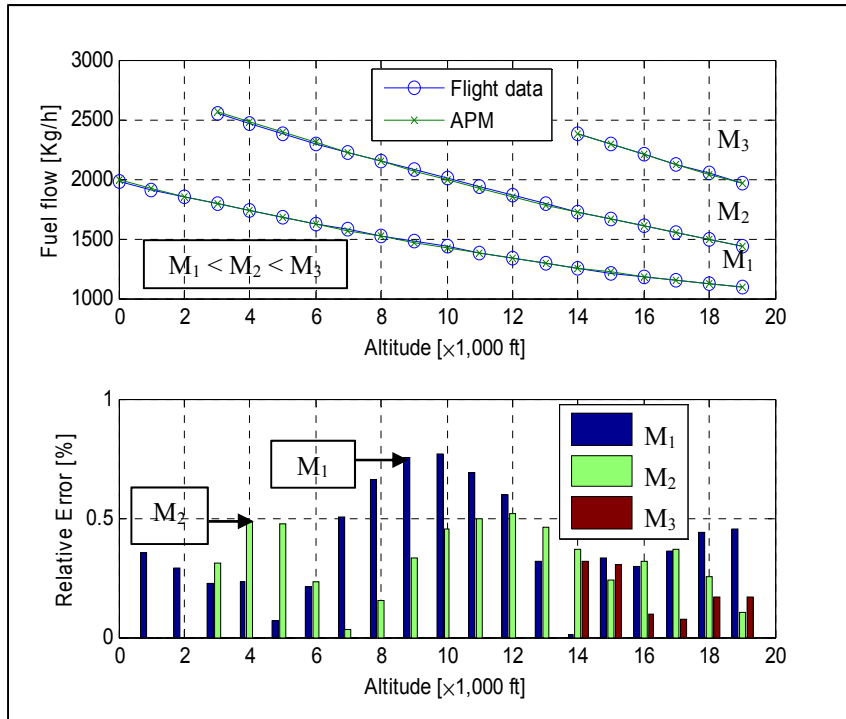 3000
2500
2000
1500
1000
Fuel flow [Kg/h]
Flight data
APM
M3
M2
M1
M1 < M2 < M3
0 2 4 6 8 10 12 14 16 18 20
Altitude [×1,000 ft]
1
0.5
0
Relative Error [%]
M1
M2
M1
M2
M3
0 2 4 6 8 10 12 14 16 18 20
Altitude [×1,000 ft]